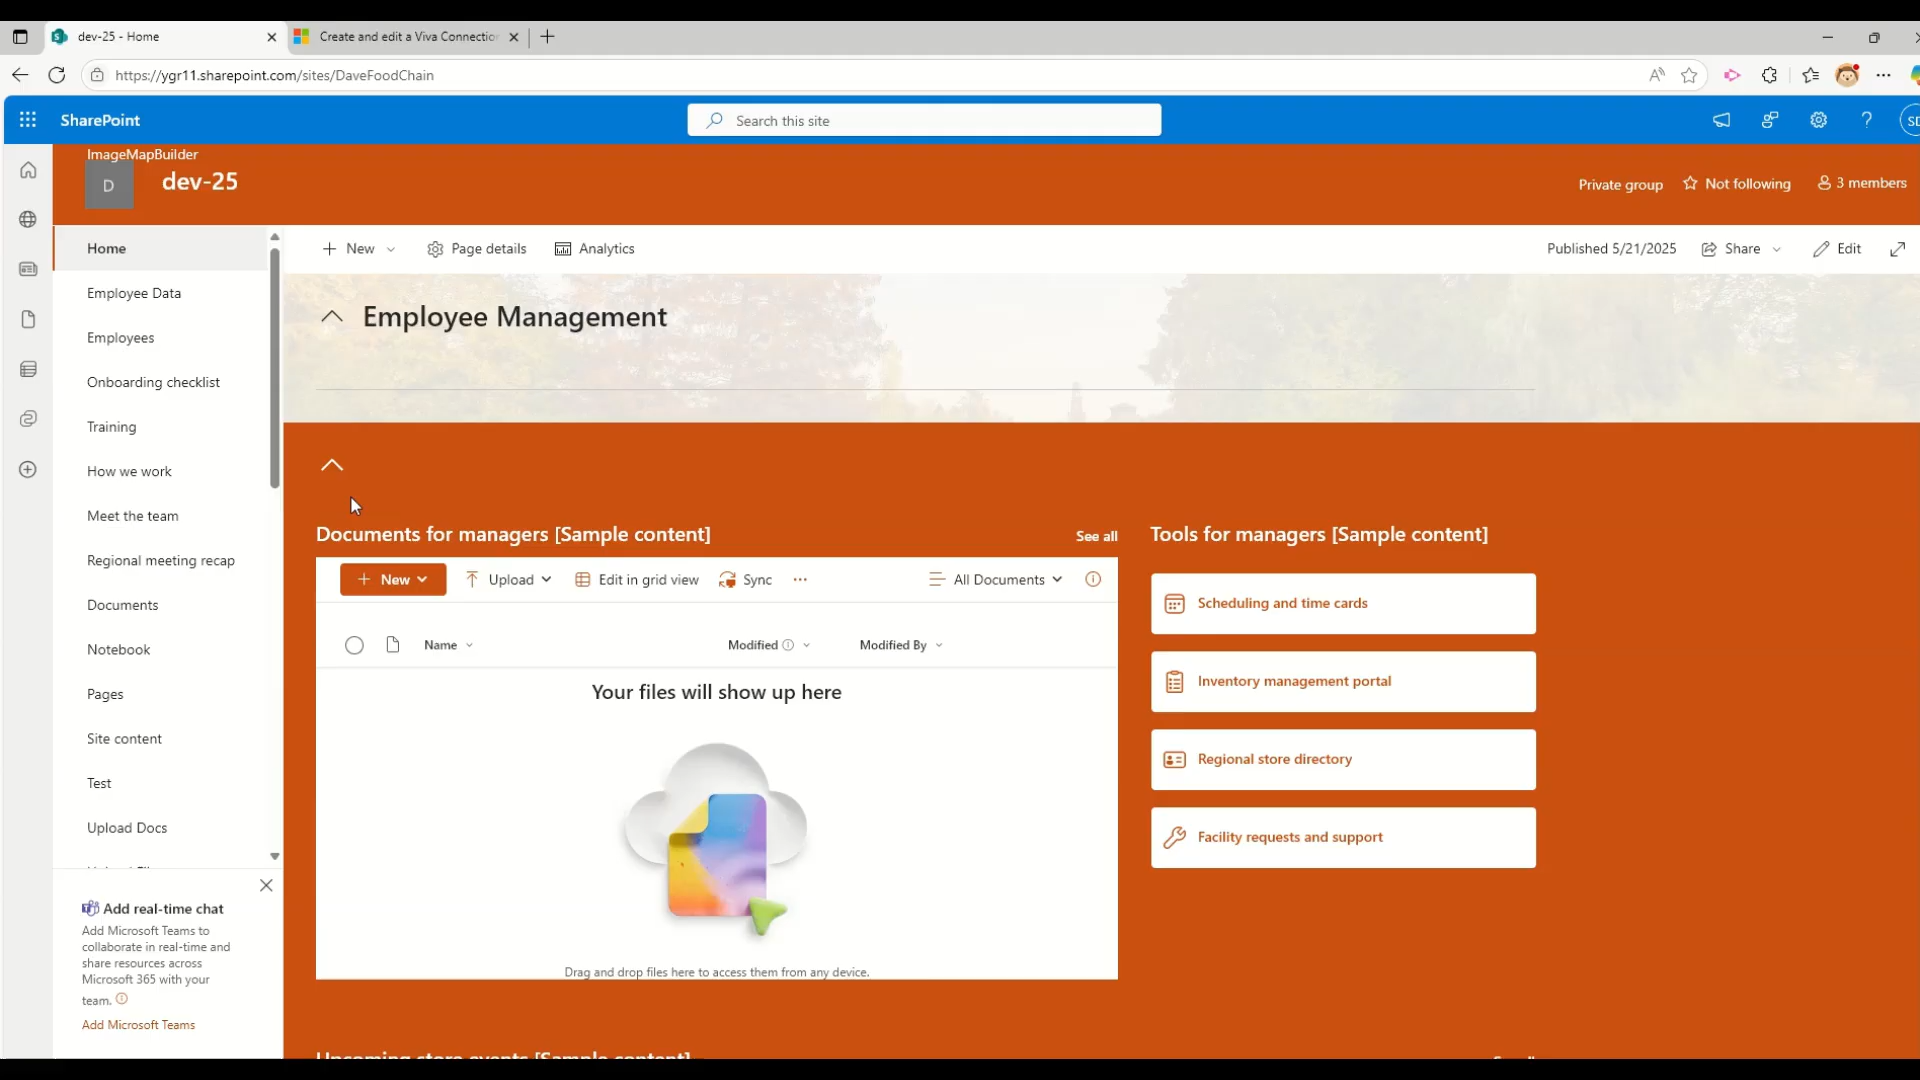 dev-25 - Home
Create and edit a Viva Connection
https://ygr11.sharepoint.com/sites/DaveFoodChain
SharePoint
Search this site
SD
ImageMapBuilder
D
dev-25
Private group
Not following
3 members
Home
Employee Data
Employees
Onboarding checklist
Training
How we work
Meet the team
Regional meeting recap
Documents
Notebook
Pages
Site content
Test
Upload Docs
Add real-time chat
Add Microsoft Teams to
collaborate in real-time and
share resources across
Microsoft 365 with your
team.
Add Microsoft Teams
New
Page details
Analytics
Published 5/21/2025
Share
Edit
Employee Management
Documents for managers [Sample content]
See all
New
Upload
Edit in grid view
Sync
All Documents
Name
Modified
Modified By
Your files will show up here
Drag and drop files here to access them from any device.
Tools for managers [Sample content]
Scheduling and time cards
Inventory management portal
Regional store directory
Facility requests and support
Upcoming store events [Sample content]